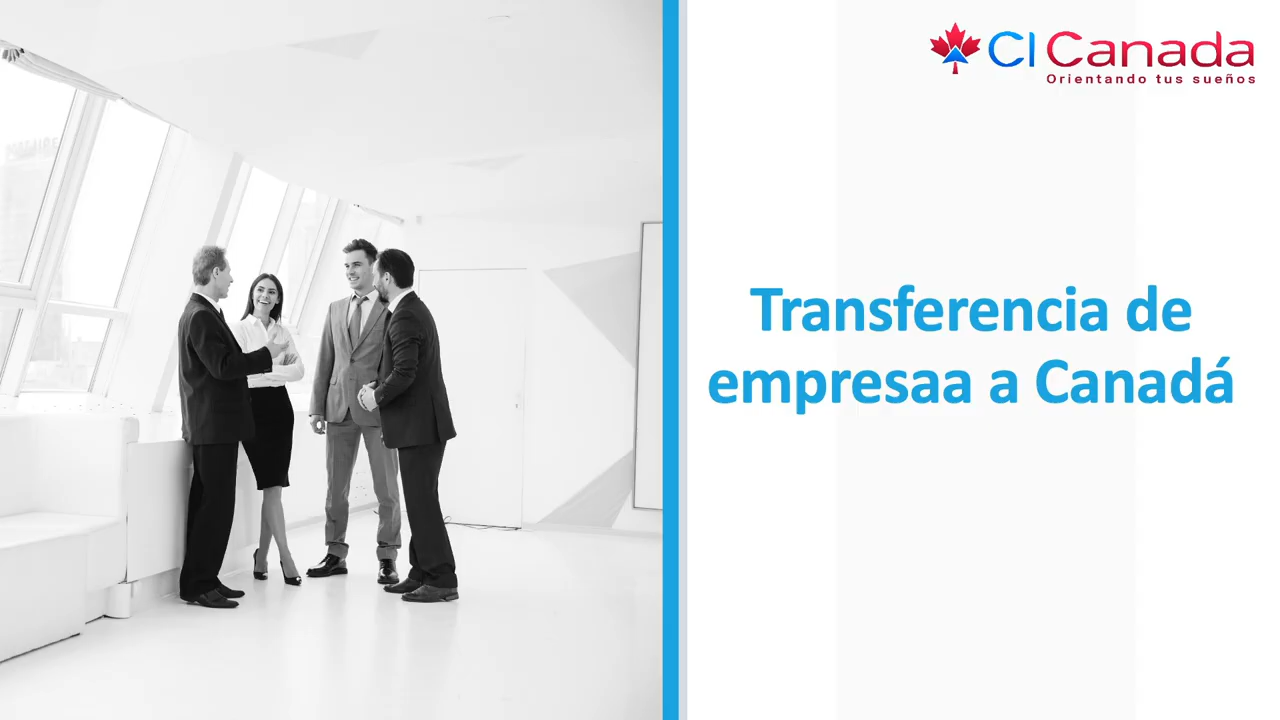 CI Canada
Orientando tus sueños
Transferencia de
empresaa a Canadá